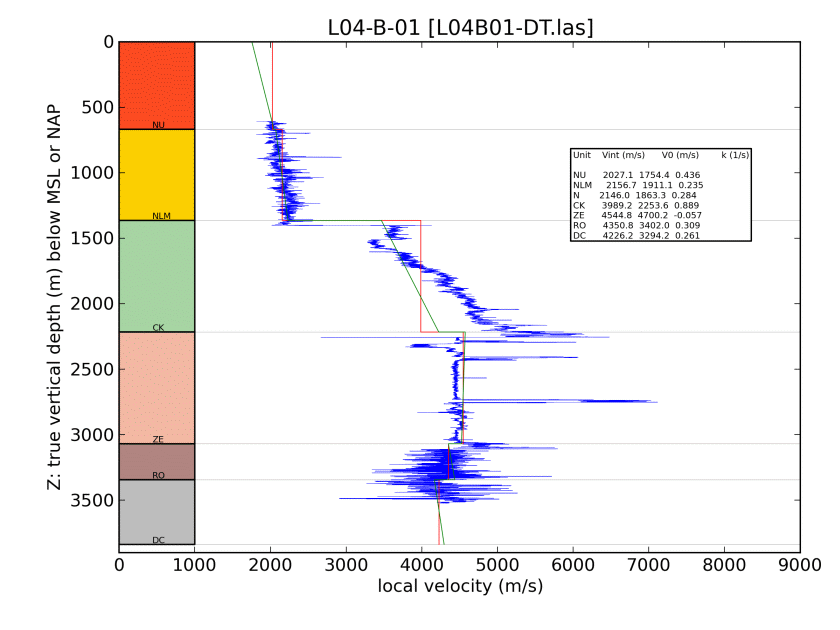 L04-B-01 [L04B01-DT.las]
Z: true vertical depth (m) below MSL or NAP
0
500
1000
1500
2000
2500
3000
3500
NU
NLM
CK
ZE
RO
DC
Unit Vint (m/s) V0 (m/s) k (1/s)
NU 2027.1 1754.4 0.436
NLM 2156.7 1911.1 0.235
N 2146.0 1863.3 0.284
CK 3989.2 2253.6 0.889
ZE 4544.8 4700.2 -0.057
RO 4350.8 3402.0 0.309
DC 4226.2 3294.2 0.261
0 1000 2000 3000 4000 5000 6000 7000 8000 9000
local velocity (m/s)